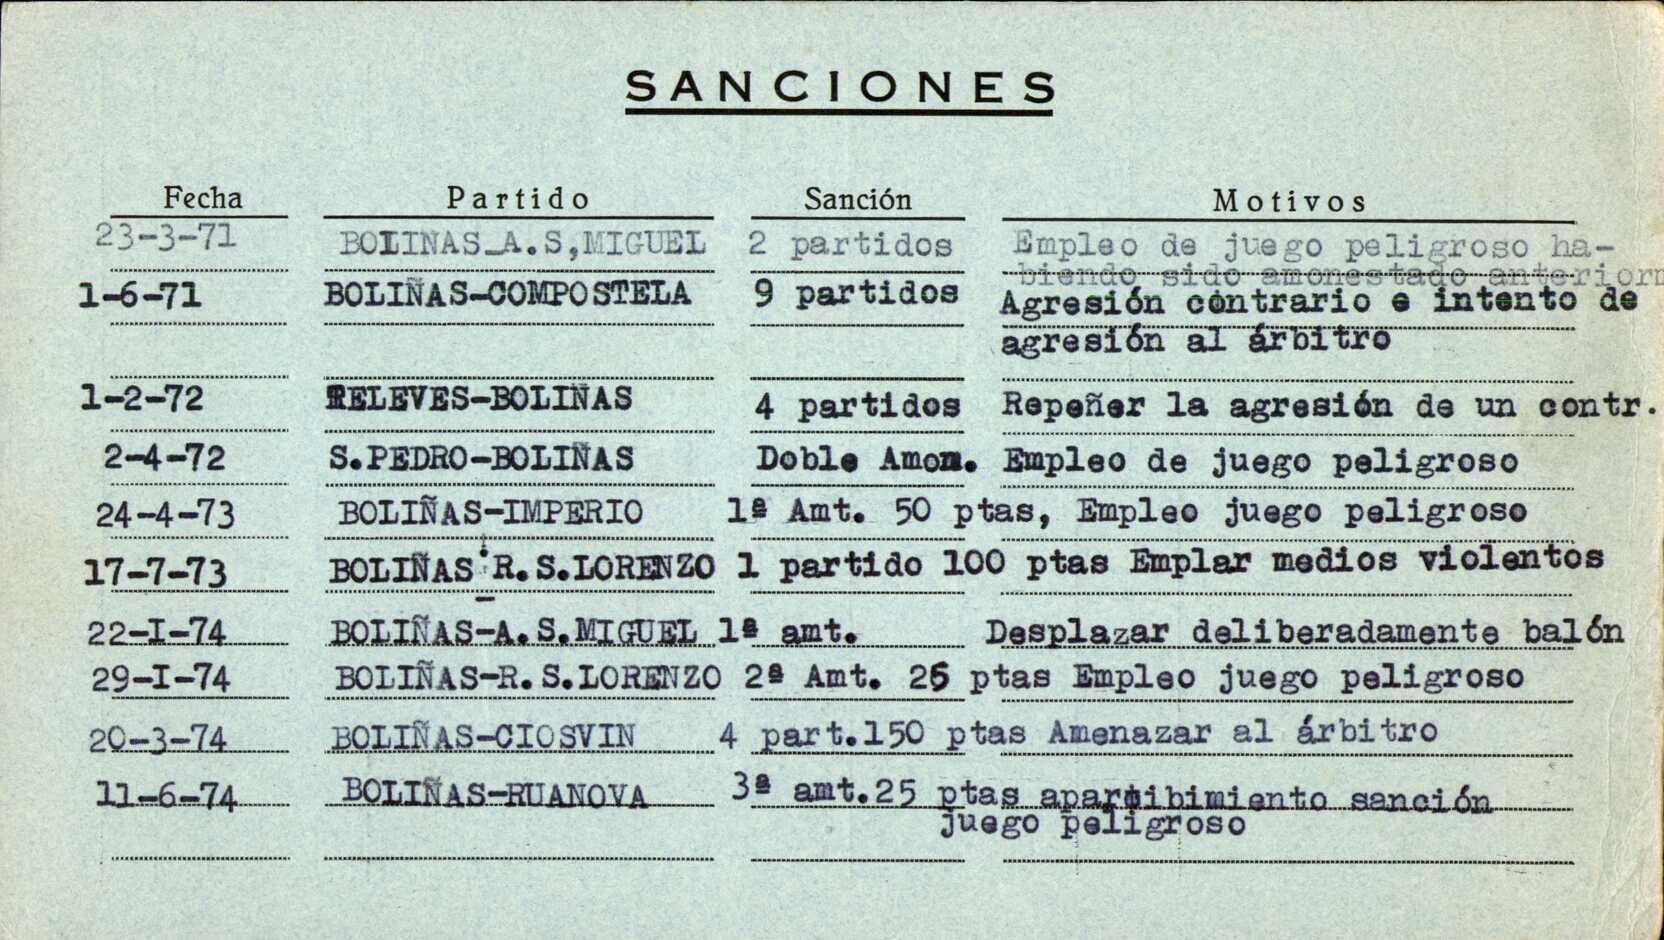 SANCIONES
Fecha Partido Sanción Motivos
23-3-71 BOLINAS_A.S,MIGUEL 2 partidos Empleo de juego peligroso ha-
biendo sido amonestado anteriorm
1-6-71 BOLIÑAS-COMPOSTELA 9 partidos Agresión contrario e intento de
agresión al árbitro
1-2-72 RELEVES-BOLIÑAS 4 partidos Repeñer la agresión de un contr.
2-4-72 S.PEDRO-BOLIÑAS Doble Amon. Empleo de juego peligroso
24-4-73 BOLIÑAS-IMPERIO 1ª Amt. 50 ptas, Empleo juego peligroso
17-7-73 BOLIÑAS R.S.LORENZO 1 partido 100 ptas Emplar medios violentos
22-I-74 BOLIÑAS-A.S.MIGUEL 1ª amt. Desplazar deliberadamente balón
29-I-74 BOLIÑAS-R.S.LORENZO 2ª Amt. 25 ptas Empleo juego peligroso
20-3-74 BOLIÑAS-CIOSVIN 4 part.150 ptas Amenazar al árbitro
11-6-74 BOLIÑAS-RUANOVA 3ª amt.25 ptas aparcibimiento sanción
juego peligroso